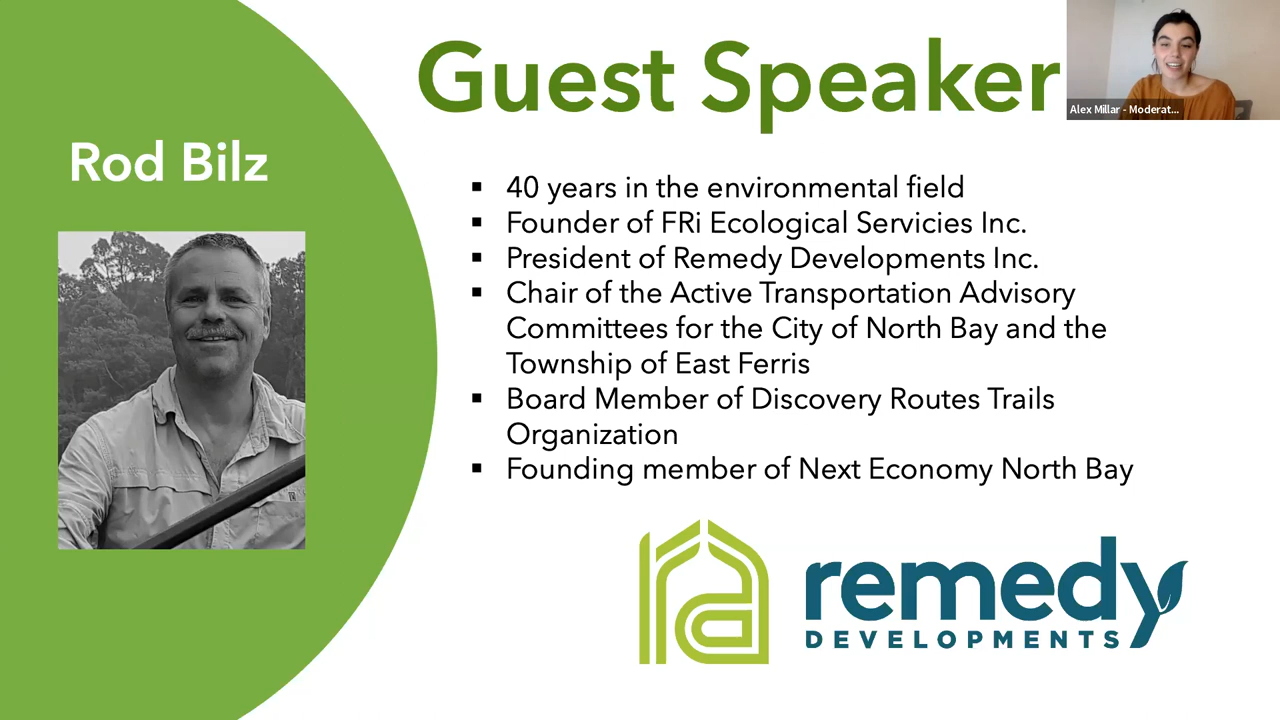 Guest Speaker
Alex Millar - Moderat...
Rod Bilz
▪ 40 years in the environmental field
▪ Founder of FRi Ecological Servicies Inc.
▪ President of Remedy Developments Inc.
▪ Chair of the Active Transportation Advisory
Committees for the City of North Bay and the
Township of East Ferris
▪ Board Member of Discovery Routes Trails
Organization
▪ Founding member of Next Economy North Bay
remedy
DEVELOPMENTS